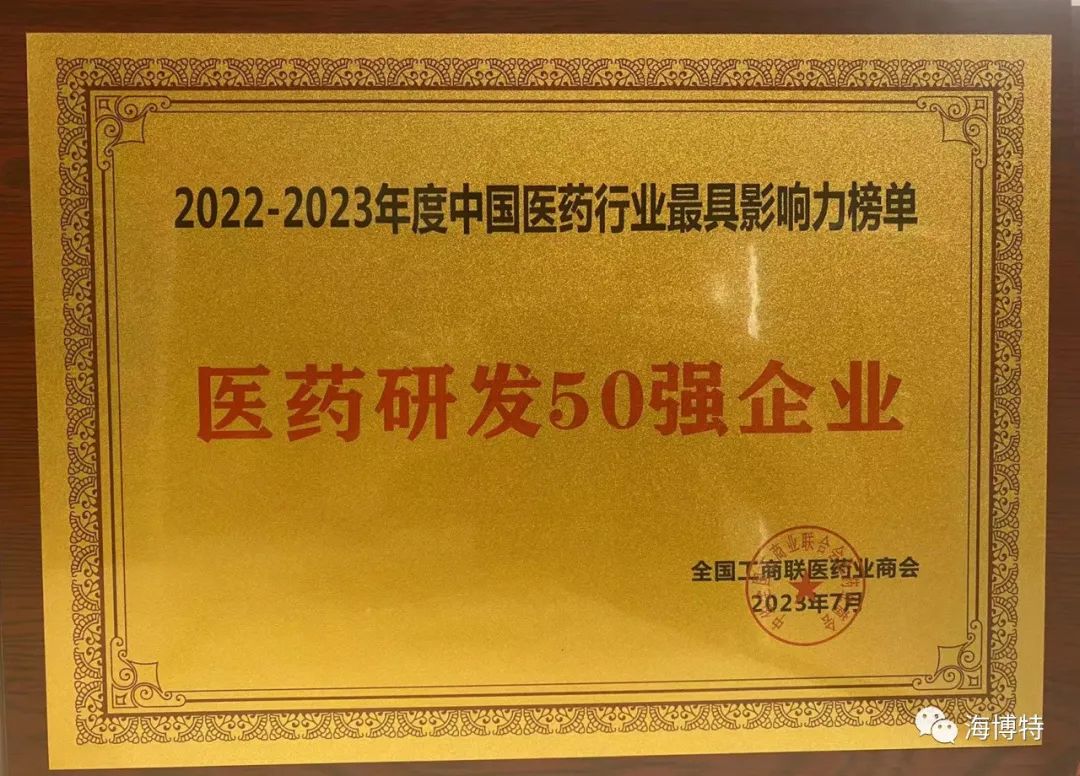 2022-2023年度中国医药行业最具影响力榜单
医药研发50强企业
全国工商联医药业商会
2023年7月
海博特